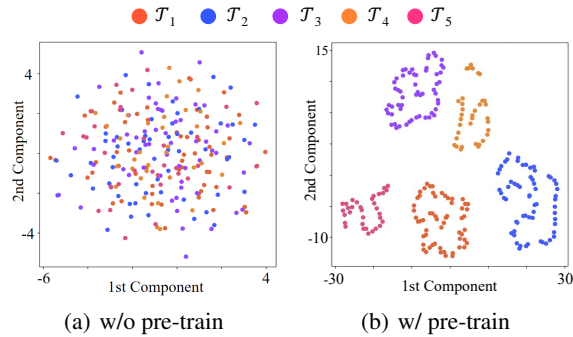 T₁ T₂ T₃ T₄ T₅
2nd Component
4
-4
-6
4
1st Component
(a) w/o pre-train
2nd Component
15
-10
-30
30
1st Component
(b) w/ pre-train